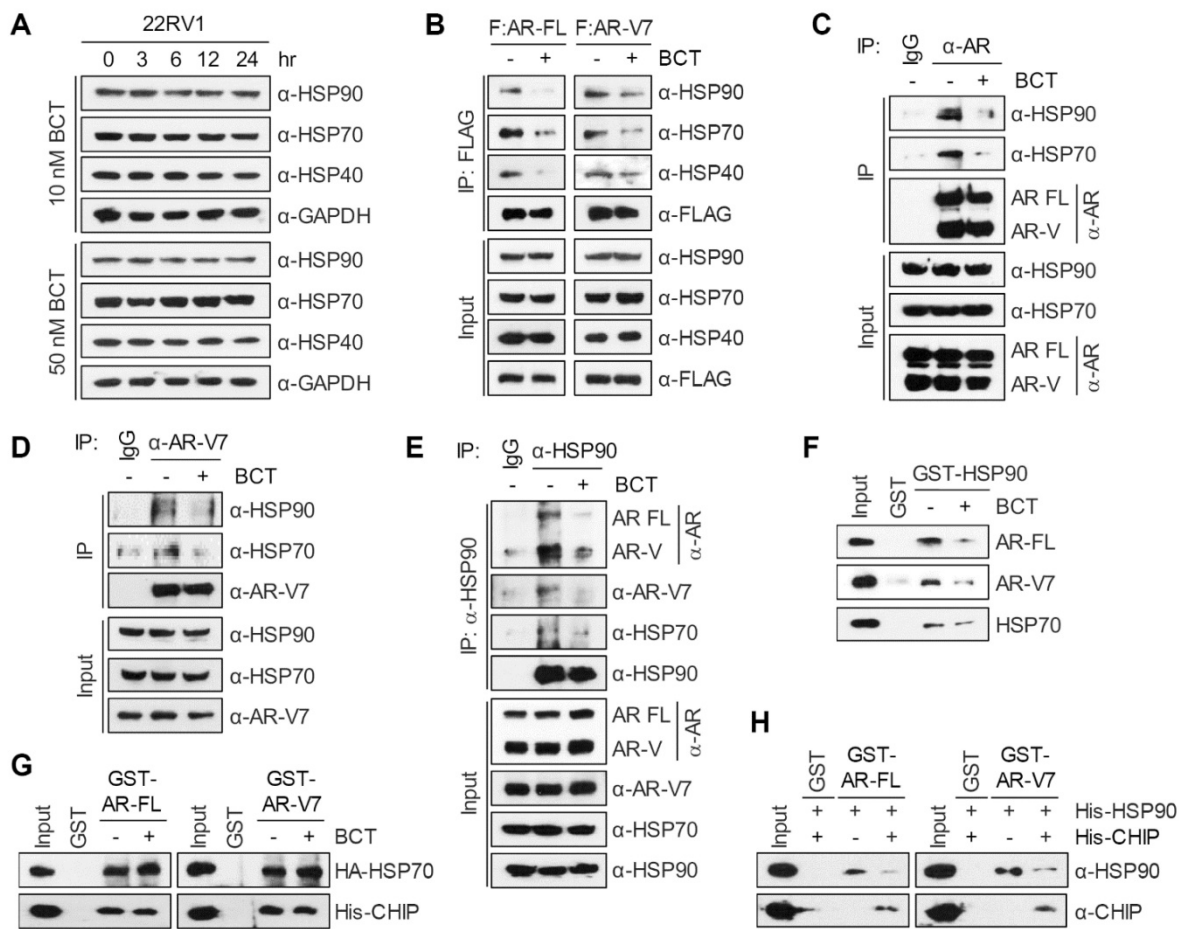 A
22RV1
0 3 6 12 24 hr
10 nM BCT
α-HSP90
α-HSP70
α-HSP40
α-GAPDH
50 nM BCT
α-HSP90
α-HSP70
α-HSP40
α-GAPDH
B
F:AR-FL F:AR-V7
- + - + BCT
IP: FLAG
α-HSP90
α-HSP70
α-HSP40
α-FLAG
Input
α-HSP90
α-HSP70
α-HSP40
α-FLAG
C
IP: IgG α-AR
- - + BCT
IP
α-HSP90
α-HSP70
AR FL
AR-V
α-AR
Input
α-HSP90
α-HSP70
AR FL
AR-V
α-AR
D
IP: IgG α-AR-V7
- - + BCT
IP
α-HSP90
α-HSP70
α-AR-V7
Input
α-HSP90
α-HSP70
α-AR-V7
E
IP: IgG α-HSP90
- - + BCT
IP: α-HSP90
AR FL
AR-V
α-AR
α-AR-V7
α-HSP70
α-HSP90
Input
AR FL
AR-V
α-AR
α-AR-V7
α-HSP70
α-HSP90
F
Input GST GST-HSP90
- + BCT
AR-FL
AR-V7
HSP70
G
Input GST GST-
AR-FL
Input GST GST-
AR-V7
- + - + BCT
HA-HSP70
His-CHIP
H
Input GST GST-
AR-FL
Input GST GST-
AR-V7
+ + + + + + His-HSP90
+ - + + - + His-CHIP
α-HSP90
α-CHIP